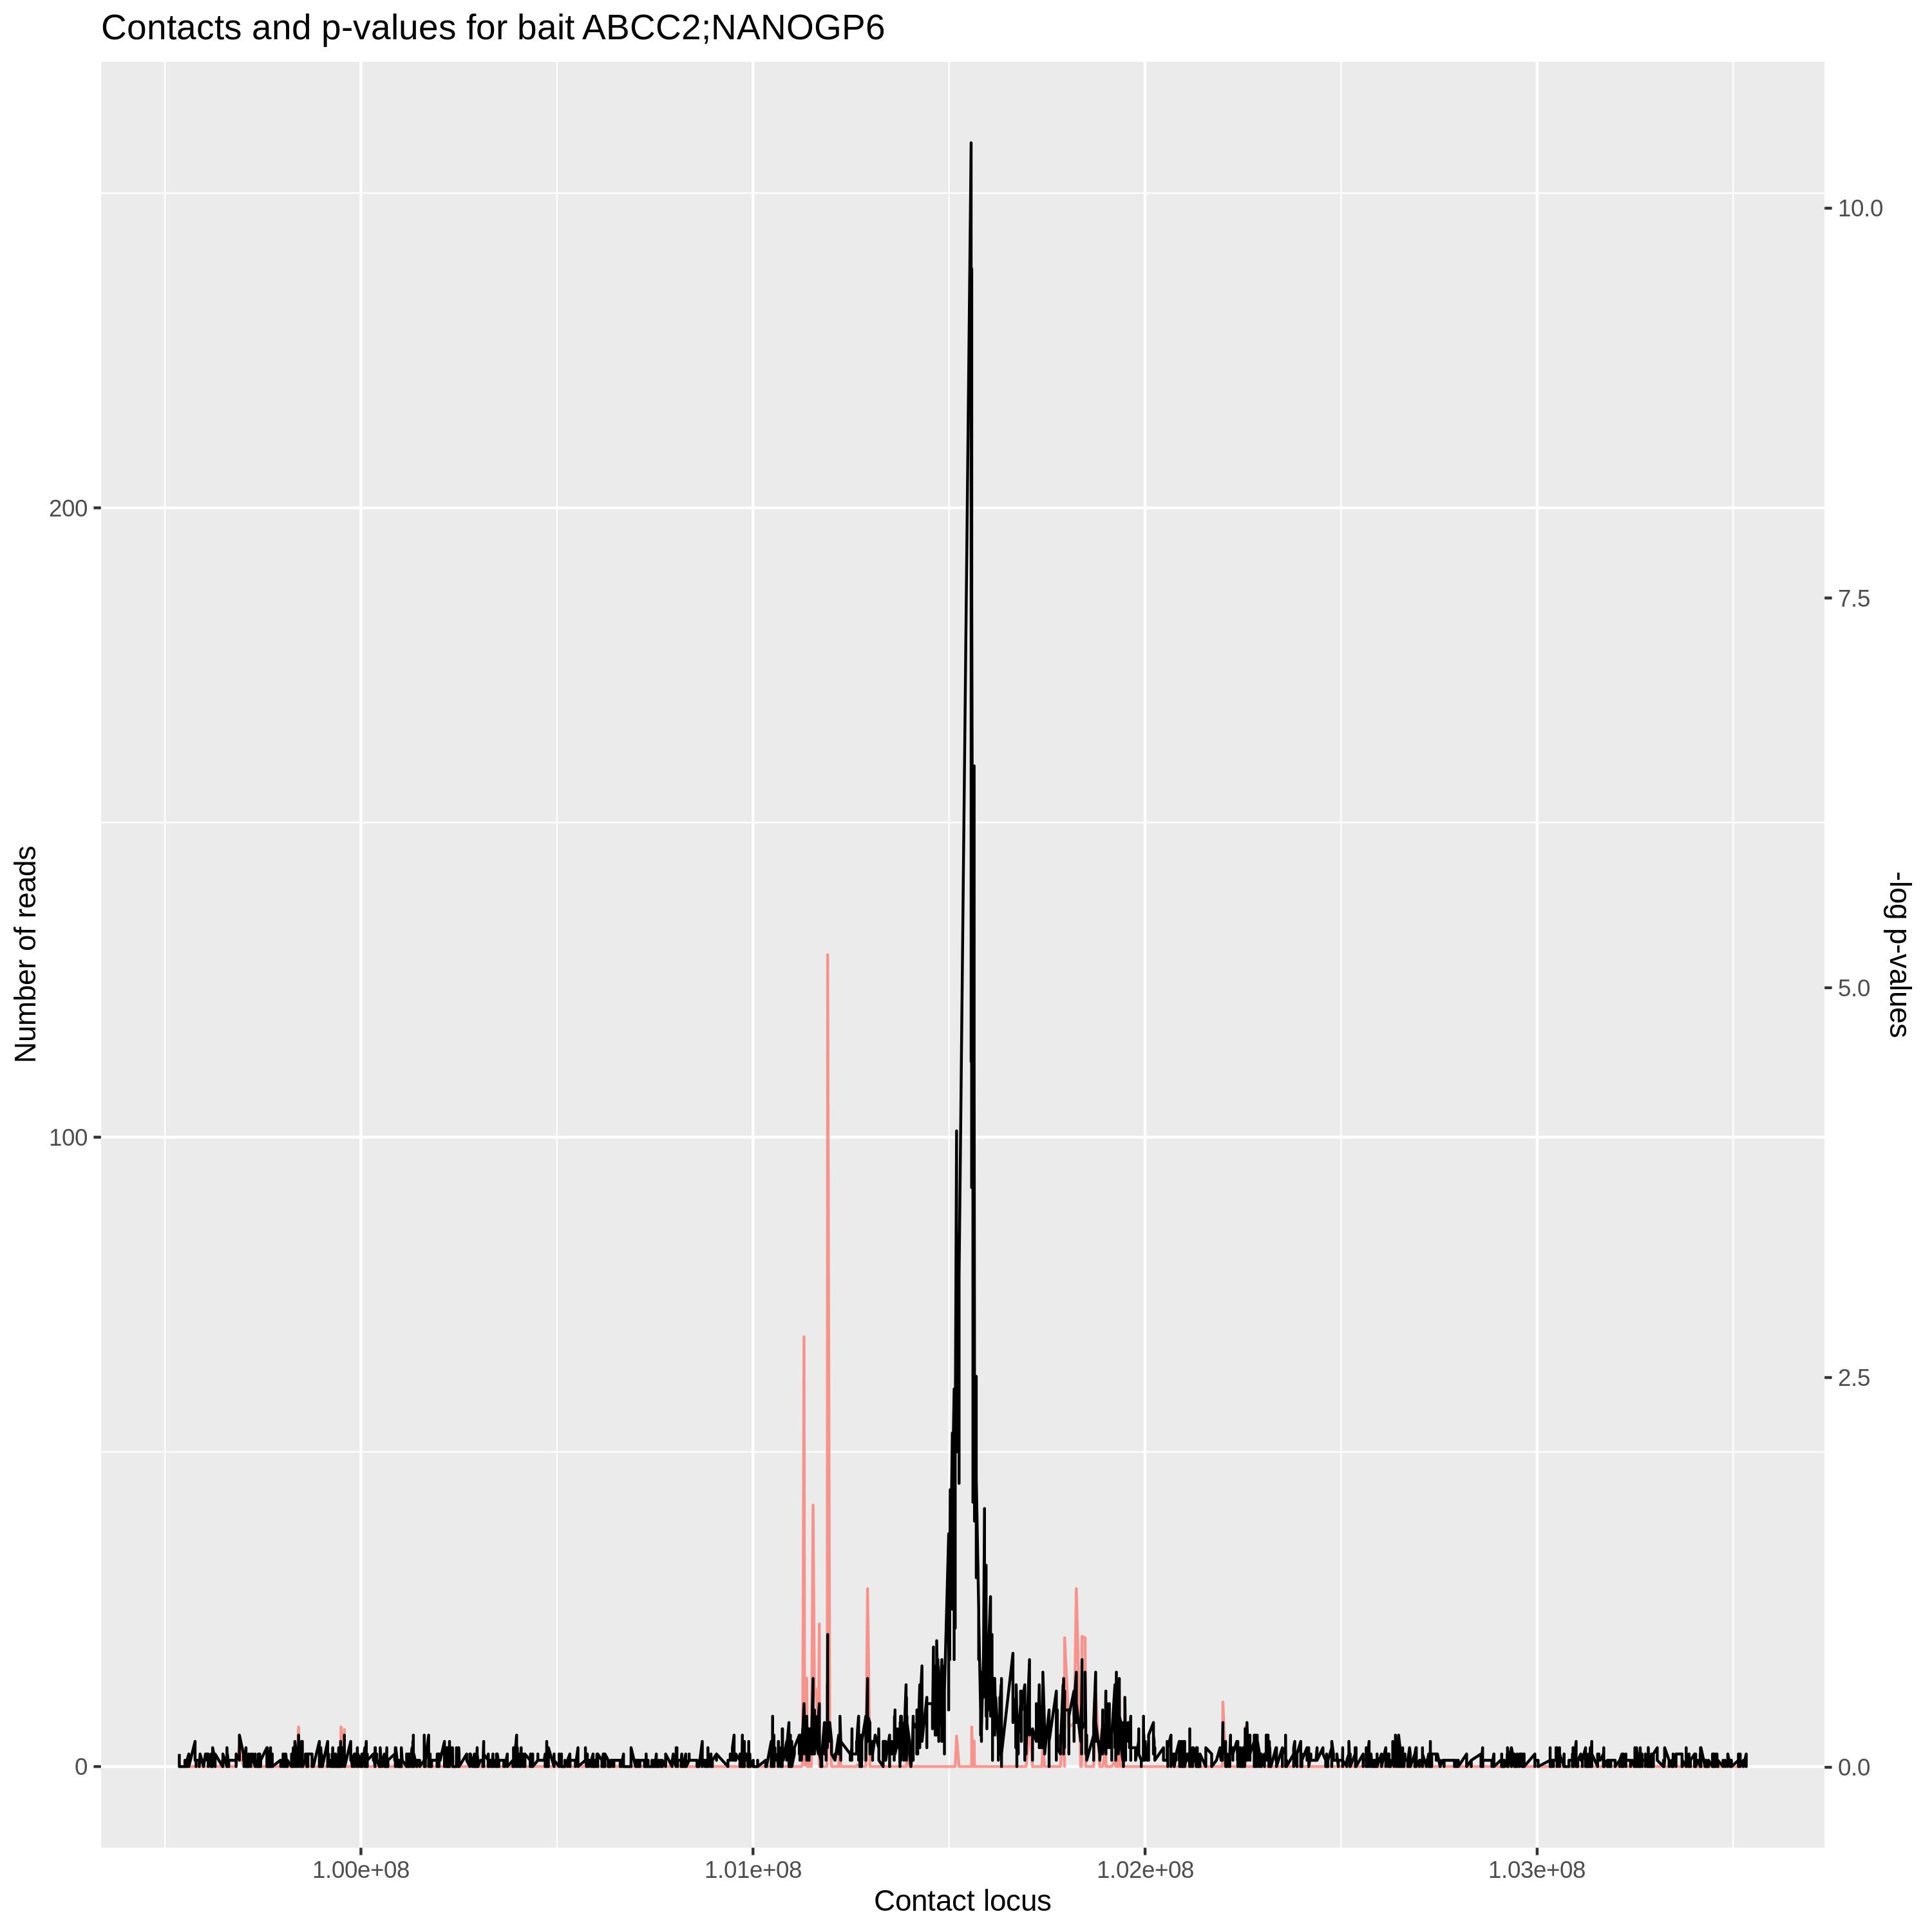 Contacts and p-values for bait ABCC2;NANOGP6
Number of reads
200
100
0
10.0
7.5
5.0
2.5
0.0
-log p-values
1.00e+08
1.01e+08
1.02e+08
1.03e+08
Contact locus